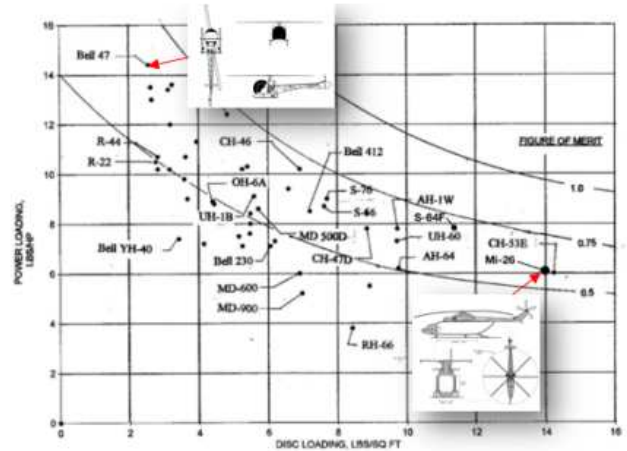 16
14
12
10
8
6
4
2
0
0
2
4
6
8
10
12
14
16
POWER LOADING,
LBS/HP
DISC LOADING, LBS/SQ FT
Bell 47
R-44
R-22
CH-46
Bell 412
FIGURE OF MERIT
1.0
0.75
0.5
OH-6A
S-76
AH-1W
UH-1B
S-66
S-64F
MD 500D
UH-60
CH-53E
Bell YH-40
Bell 230
CH-47D
AH-64
Mi-26
MD-600
MD-900
RH-66